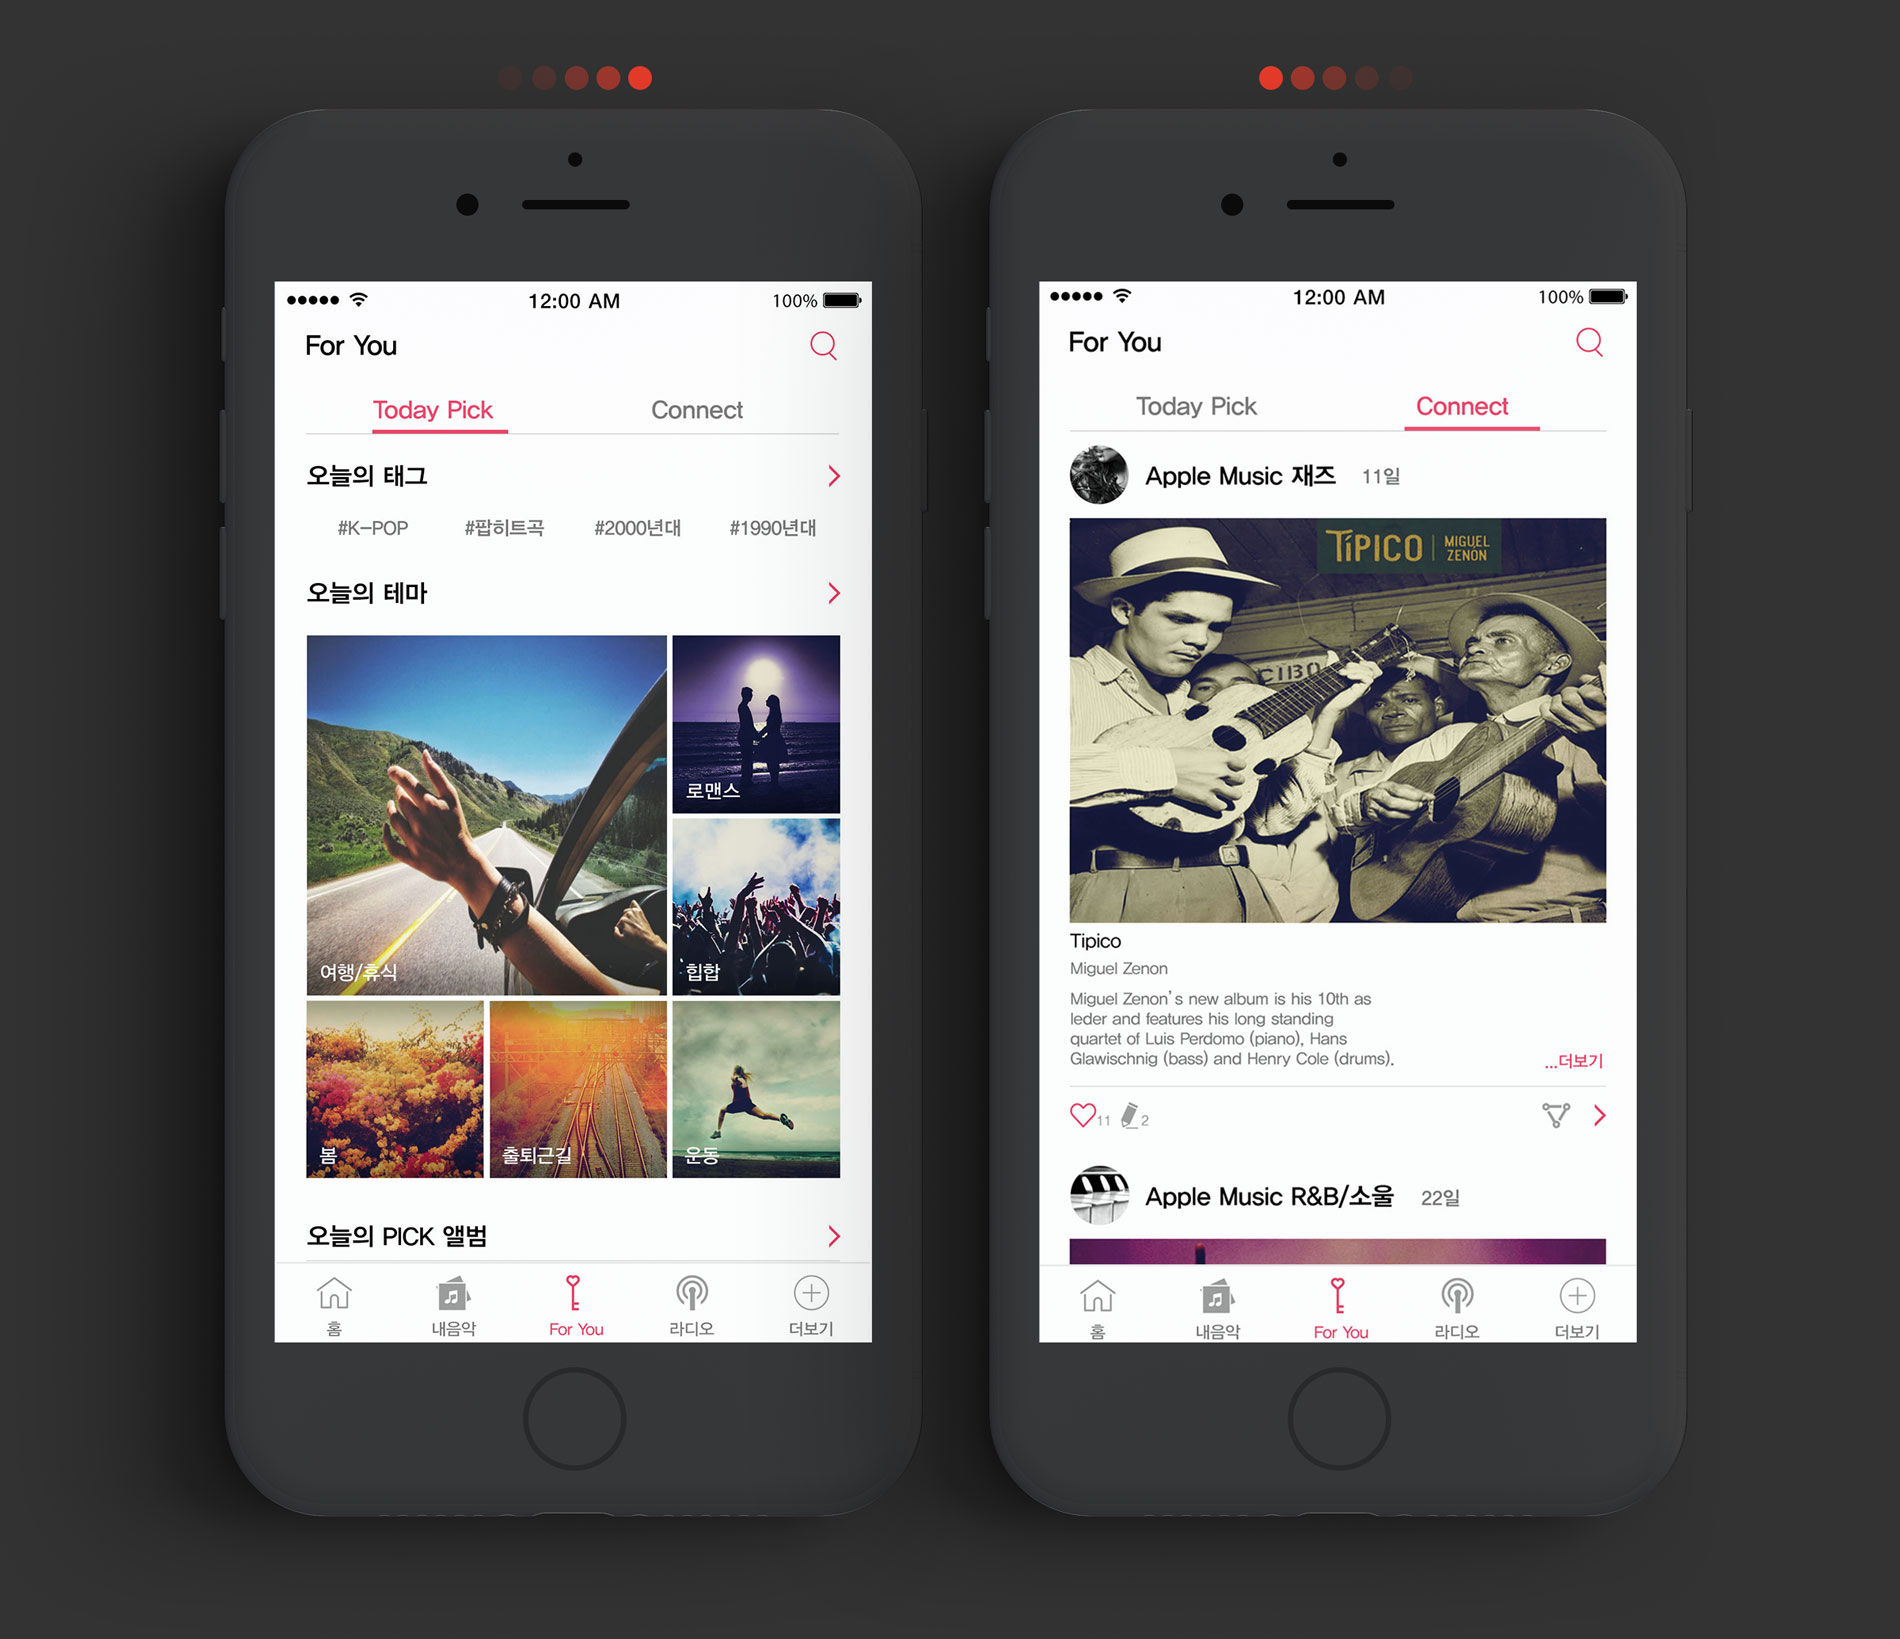 12:00 AM
100%
For You
Today Pick
Connect
오늘의 태그
#K-POP
#팝히트곡
#2000년대
#1990년대
오늘의 테마
여행/휴식
로맨스
힙합
봄
출퇴근길
운동
오늘의 PICK 앨범
홈
내음악
For You
라디오
더보기
12:00 AM
100%
For You
Today Pick
Connect
Apple Music 재즈
11일
TíPICO
MIGUEL
ZENÓN
CIBO
Tipico
Miguel Zenon
Miguel Zenon's new album is his 10th as
leder and features his long standing
quartet of Luis Perdomo (piano), Hans
Glawischnig (bass) and Henry Cole (drums).
...더보기
11
2
Apple Music R&B/소울
22일
홈
내음악
For You
라디오
더보기